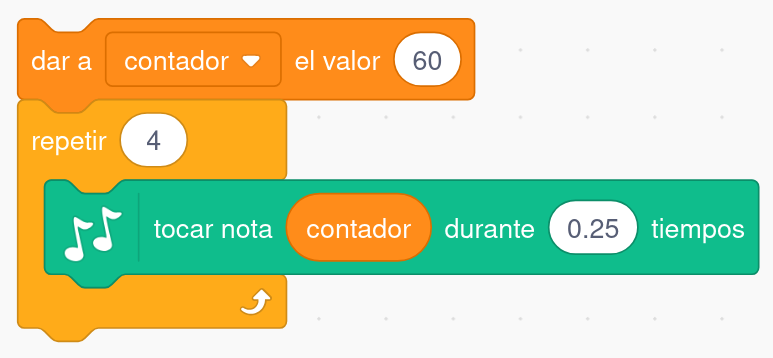 dar a contador el valor 60
repetir 4
tocar nota contador durante 0.25 tiempos